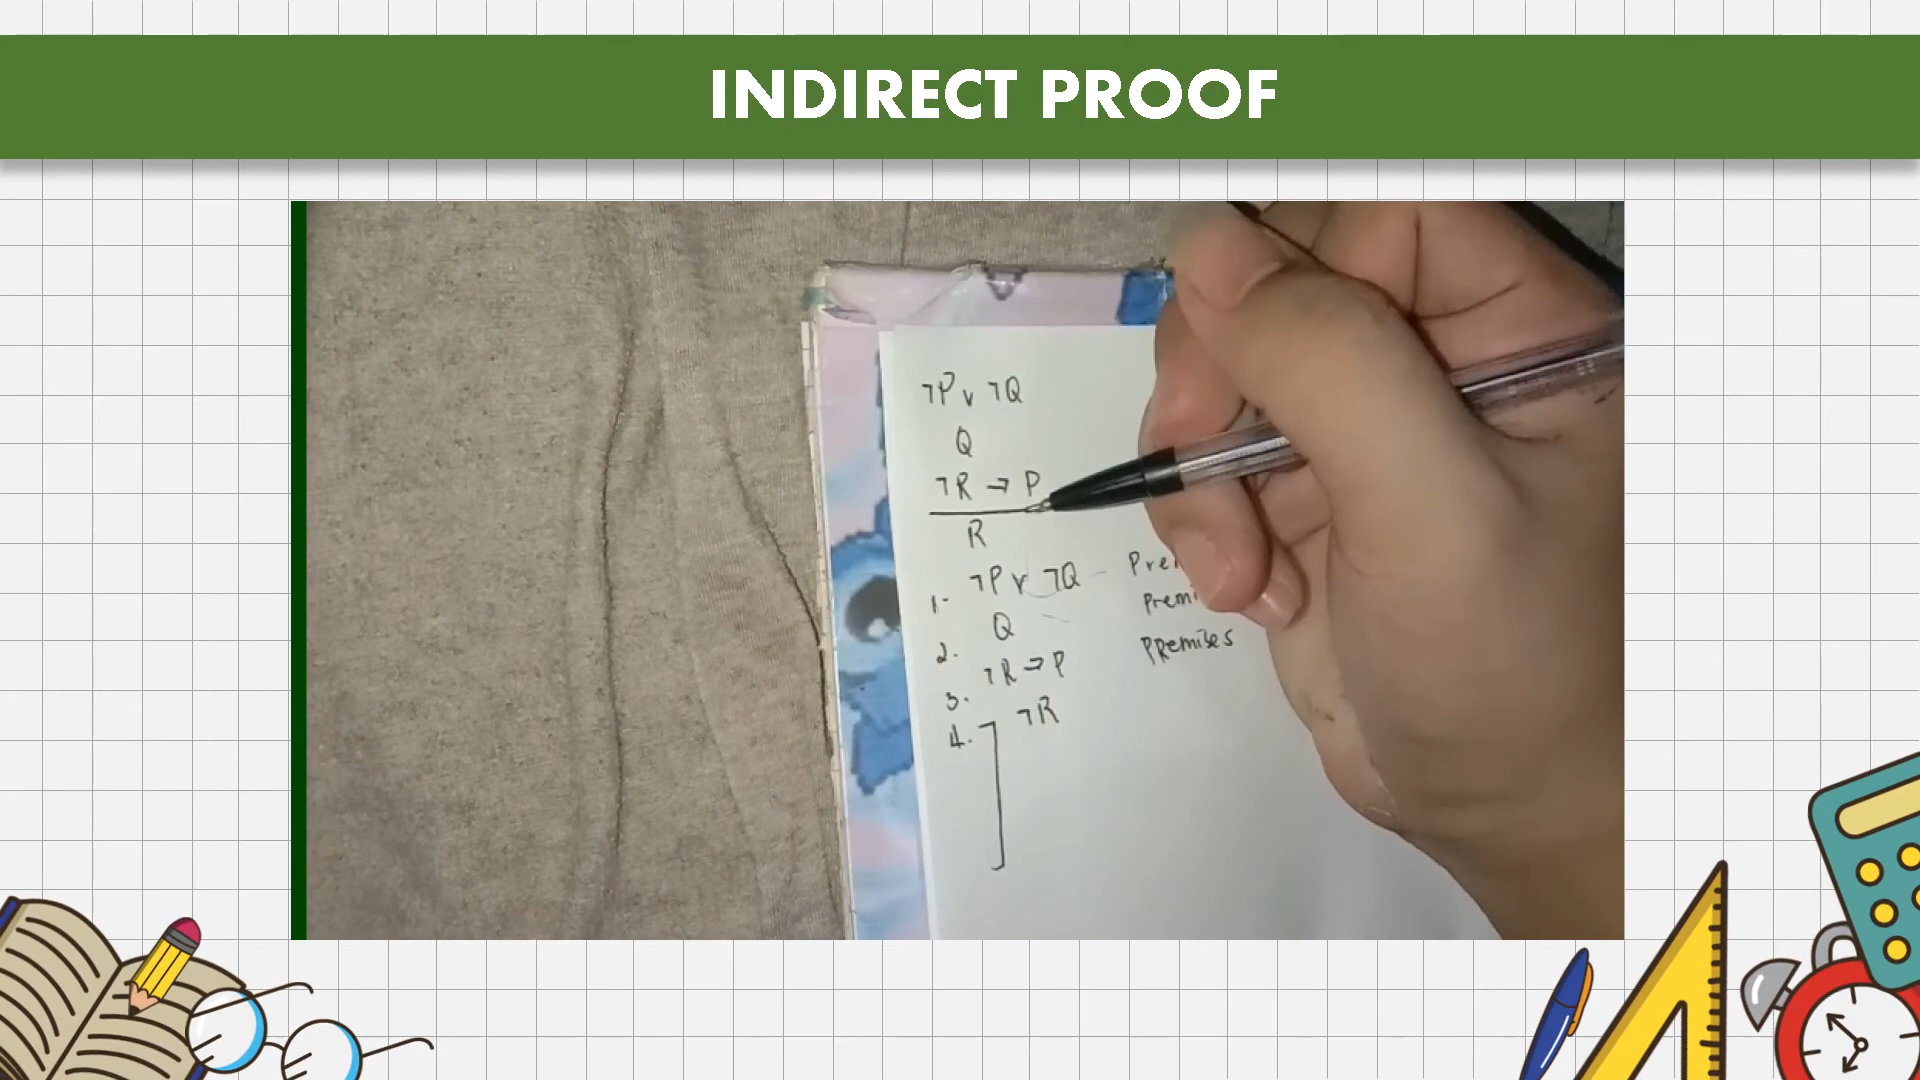 INDIRECT PROOF
¬P v ¬Q
Q
¬R → P
R
1. ¬P v ¬Q
2. Q
3. ¬R → P PRemises
4. ¬R